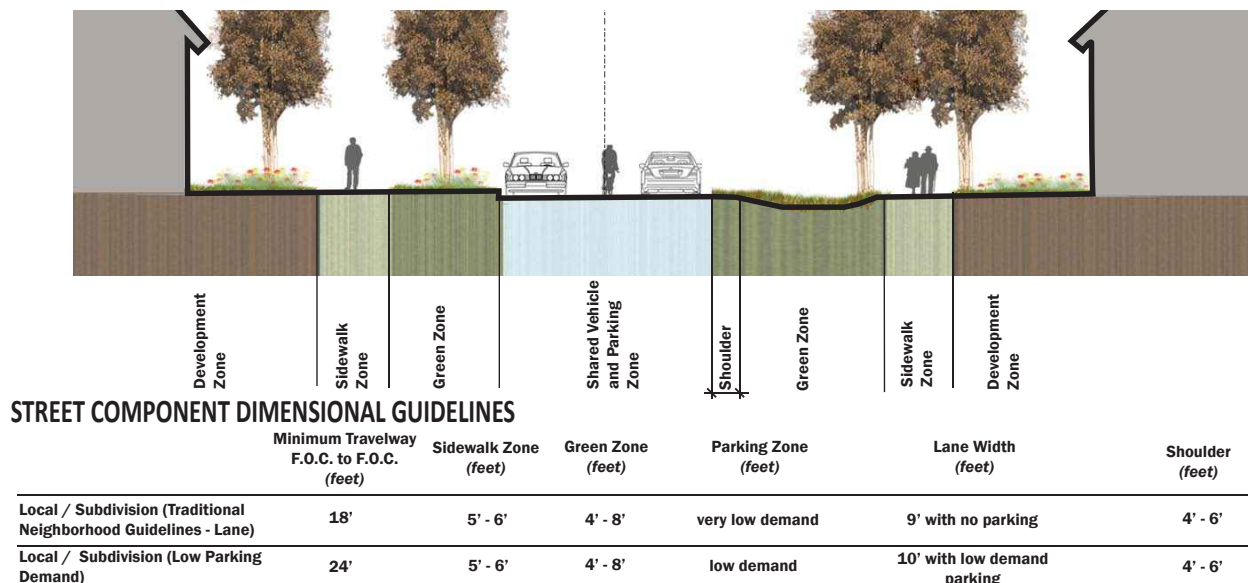 Development
Zone
Sidewalk
Zone
Green Zone
Shared Vehicle
and Parking
Zone
Shoulder
Green Zone
Sidewalk
Zone
Development
Zone
STREET COMPONENT DIMENSIONAL GUIDELINES
Minimum Travelway
F.O.C. to F.O.C.
(feet)
Sidewalk Zone
(feet)
Green Zone
(feet)
Parking Zone
(feet)
Lane Width
(feet)
Shoulder
(feet)
Local / Subdivision (Traditional
Neighborhood Guidelines - Lane)
18’
5’ - 6’
4’ - 8’
very low demand
9’ with no parking
4’ - 6’
Local / Subdivision (Low Parking
Demand)
24’
5’ - 6’
4’ - 8’
low demand
10’ with low demand
parking
4’ - 6’